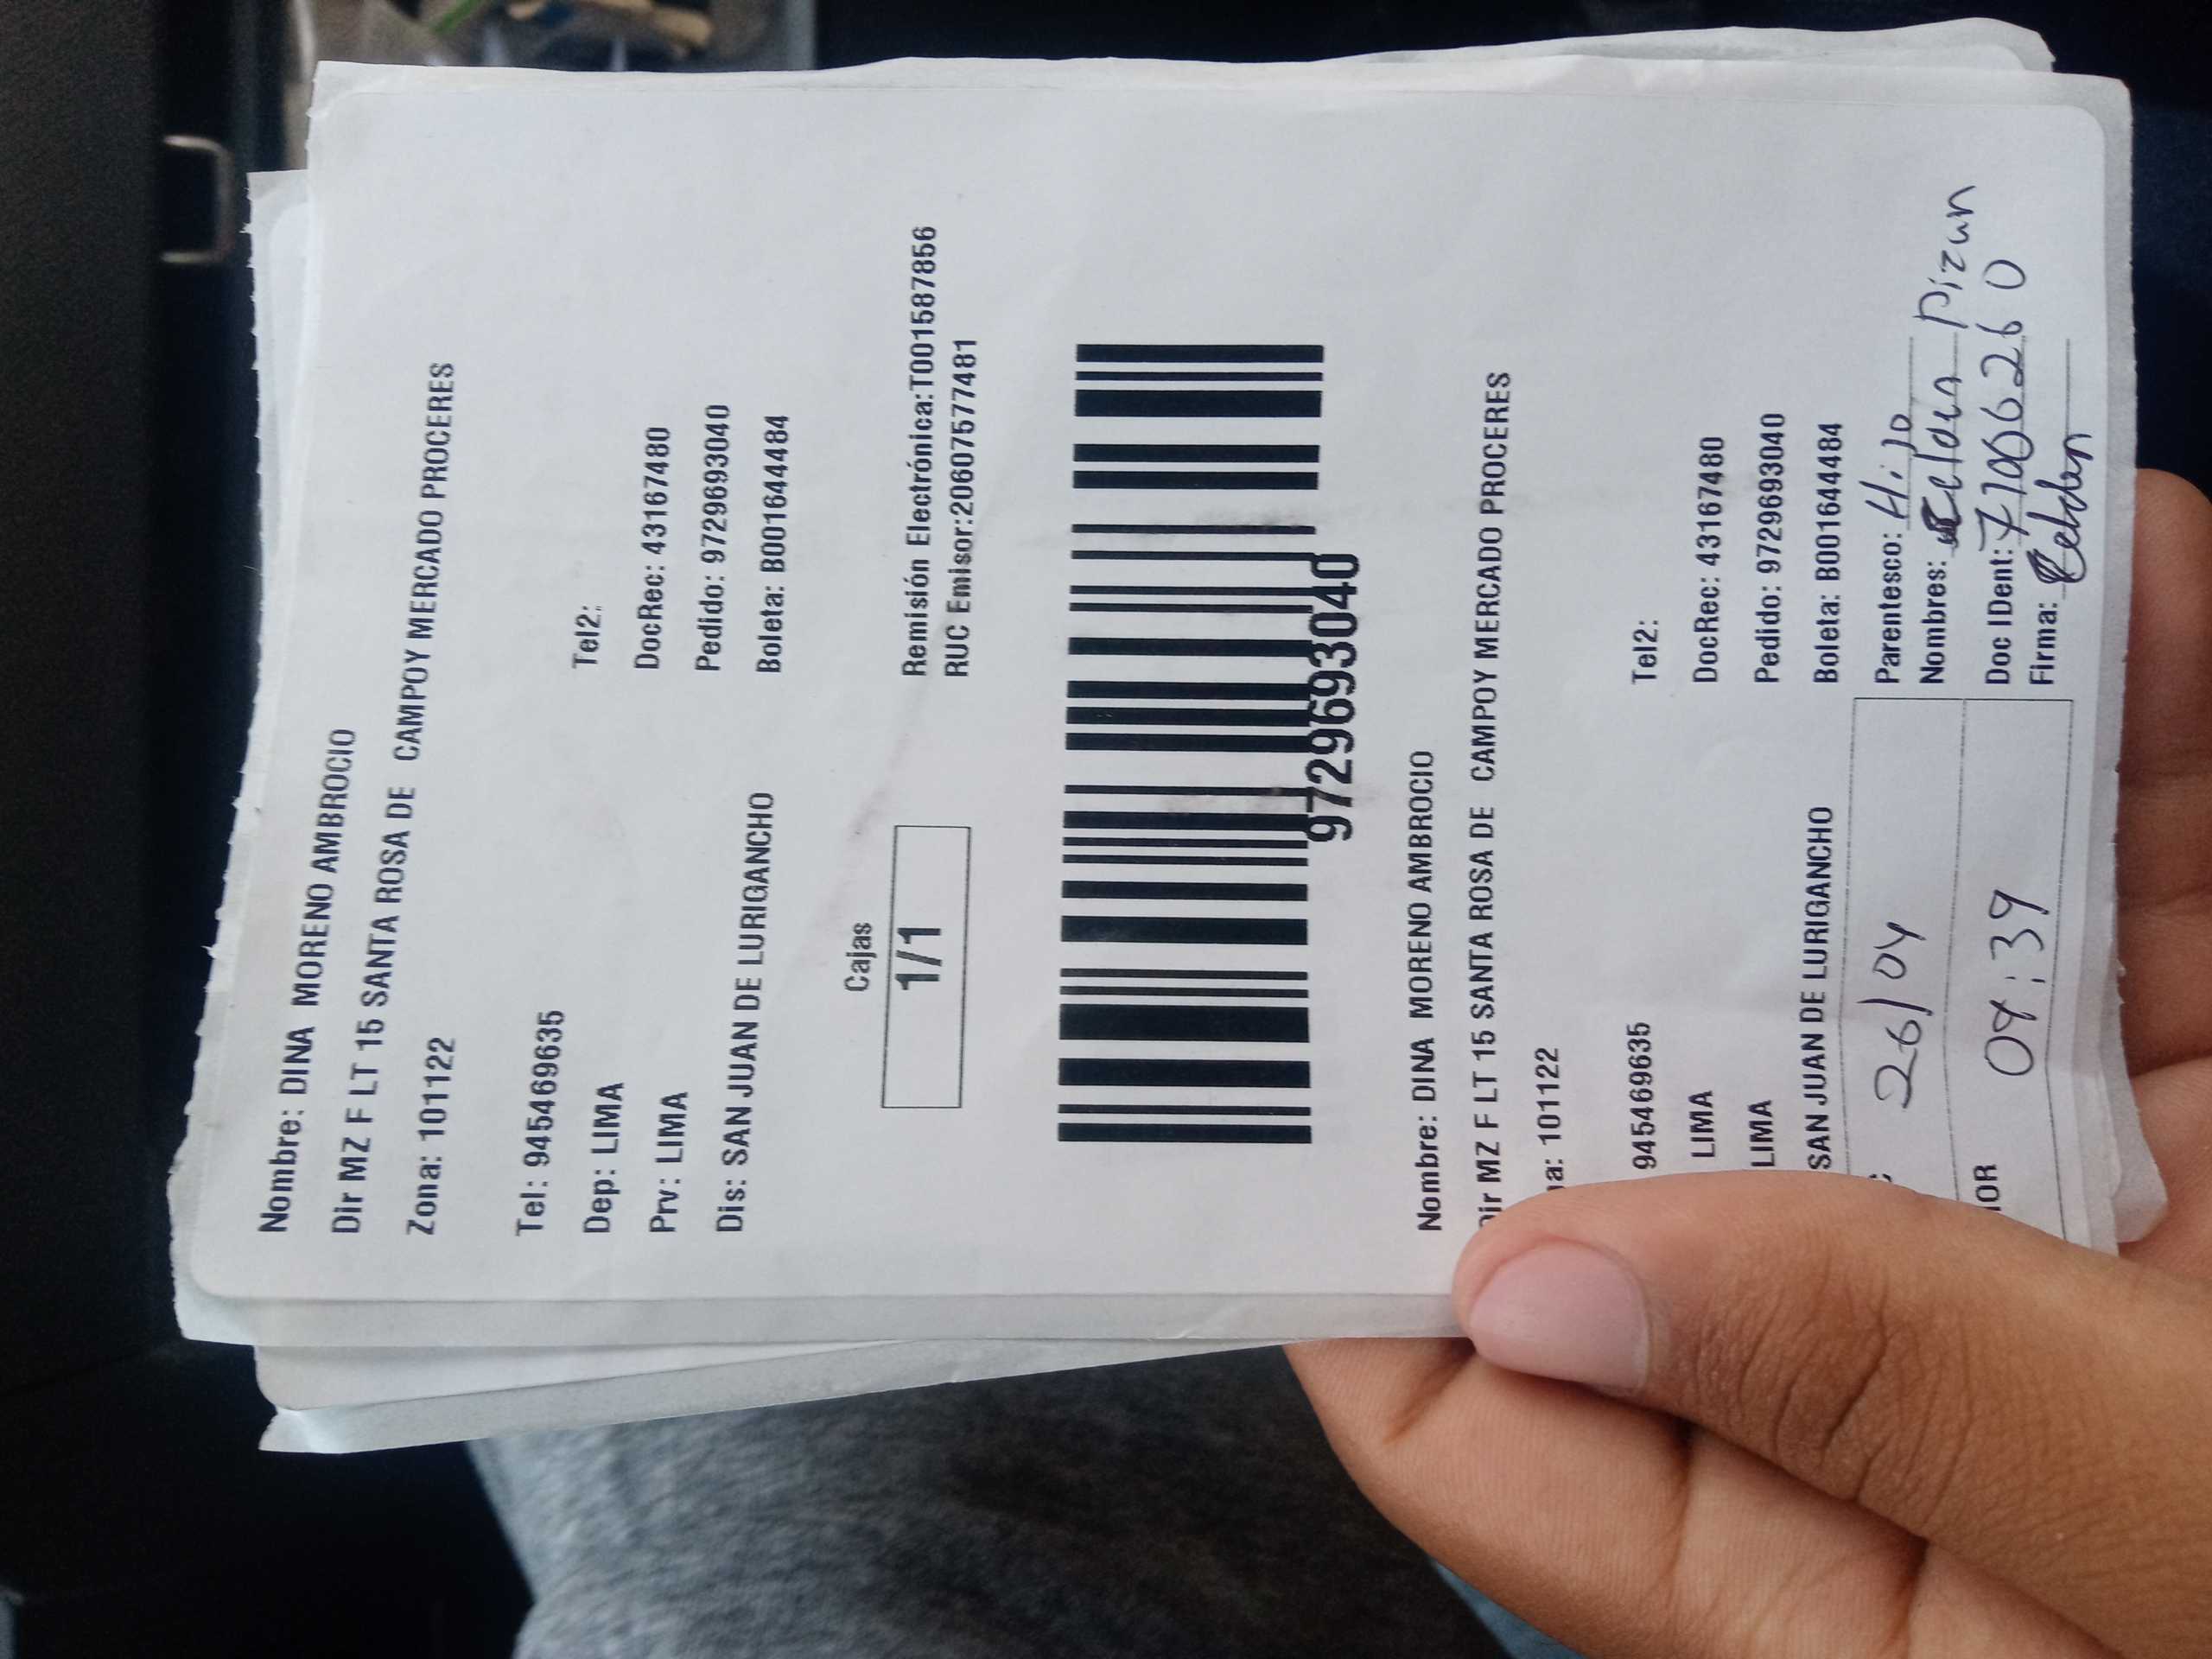 Nombre: DINA MORENO AMBROCIO
Dir MZ F LT 15 SANTA ROSA DE CAMPOY MERCADO PROCERES
Zona: 101122
Tel: 945469635 Tel2:
Dep: LIMA DocRec: 43167480
Prv: LIMA Pedido: 9729693040
Dis: SAN JUAN DE LURIGANCHO Boleta: B001644484
Cajas
1/1
Remisión Electrónica:T001587856
RUC Emisor:20607577481
9729693040
Nombre: DINA MORENO AMBROCIO
Dir MZ F LT 15 SANTA ROSA DE CAMPOY MERCADO PROCERES
na: 101122
945469635 Tel2:
LIMA DocRec: 43167480
LIMA Pedido: 9729693040
SAN JUAN DE LURIGANCHO Boleta: B001644484
26/04 Parentesco: Hijo
Nombres: Pizan
HOR 04:39 Doc IDent:
Firma: